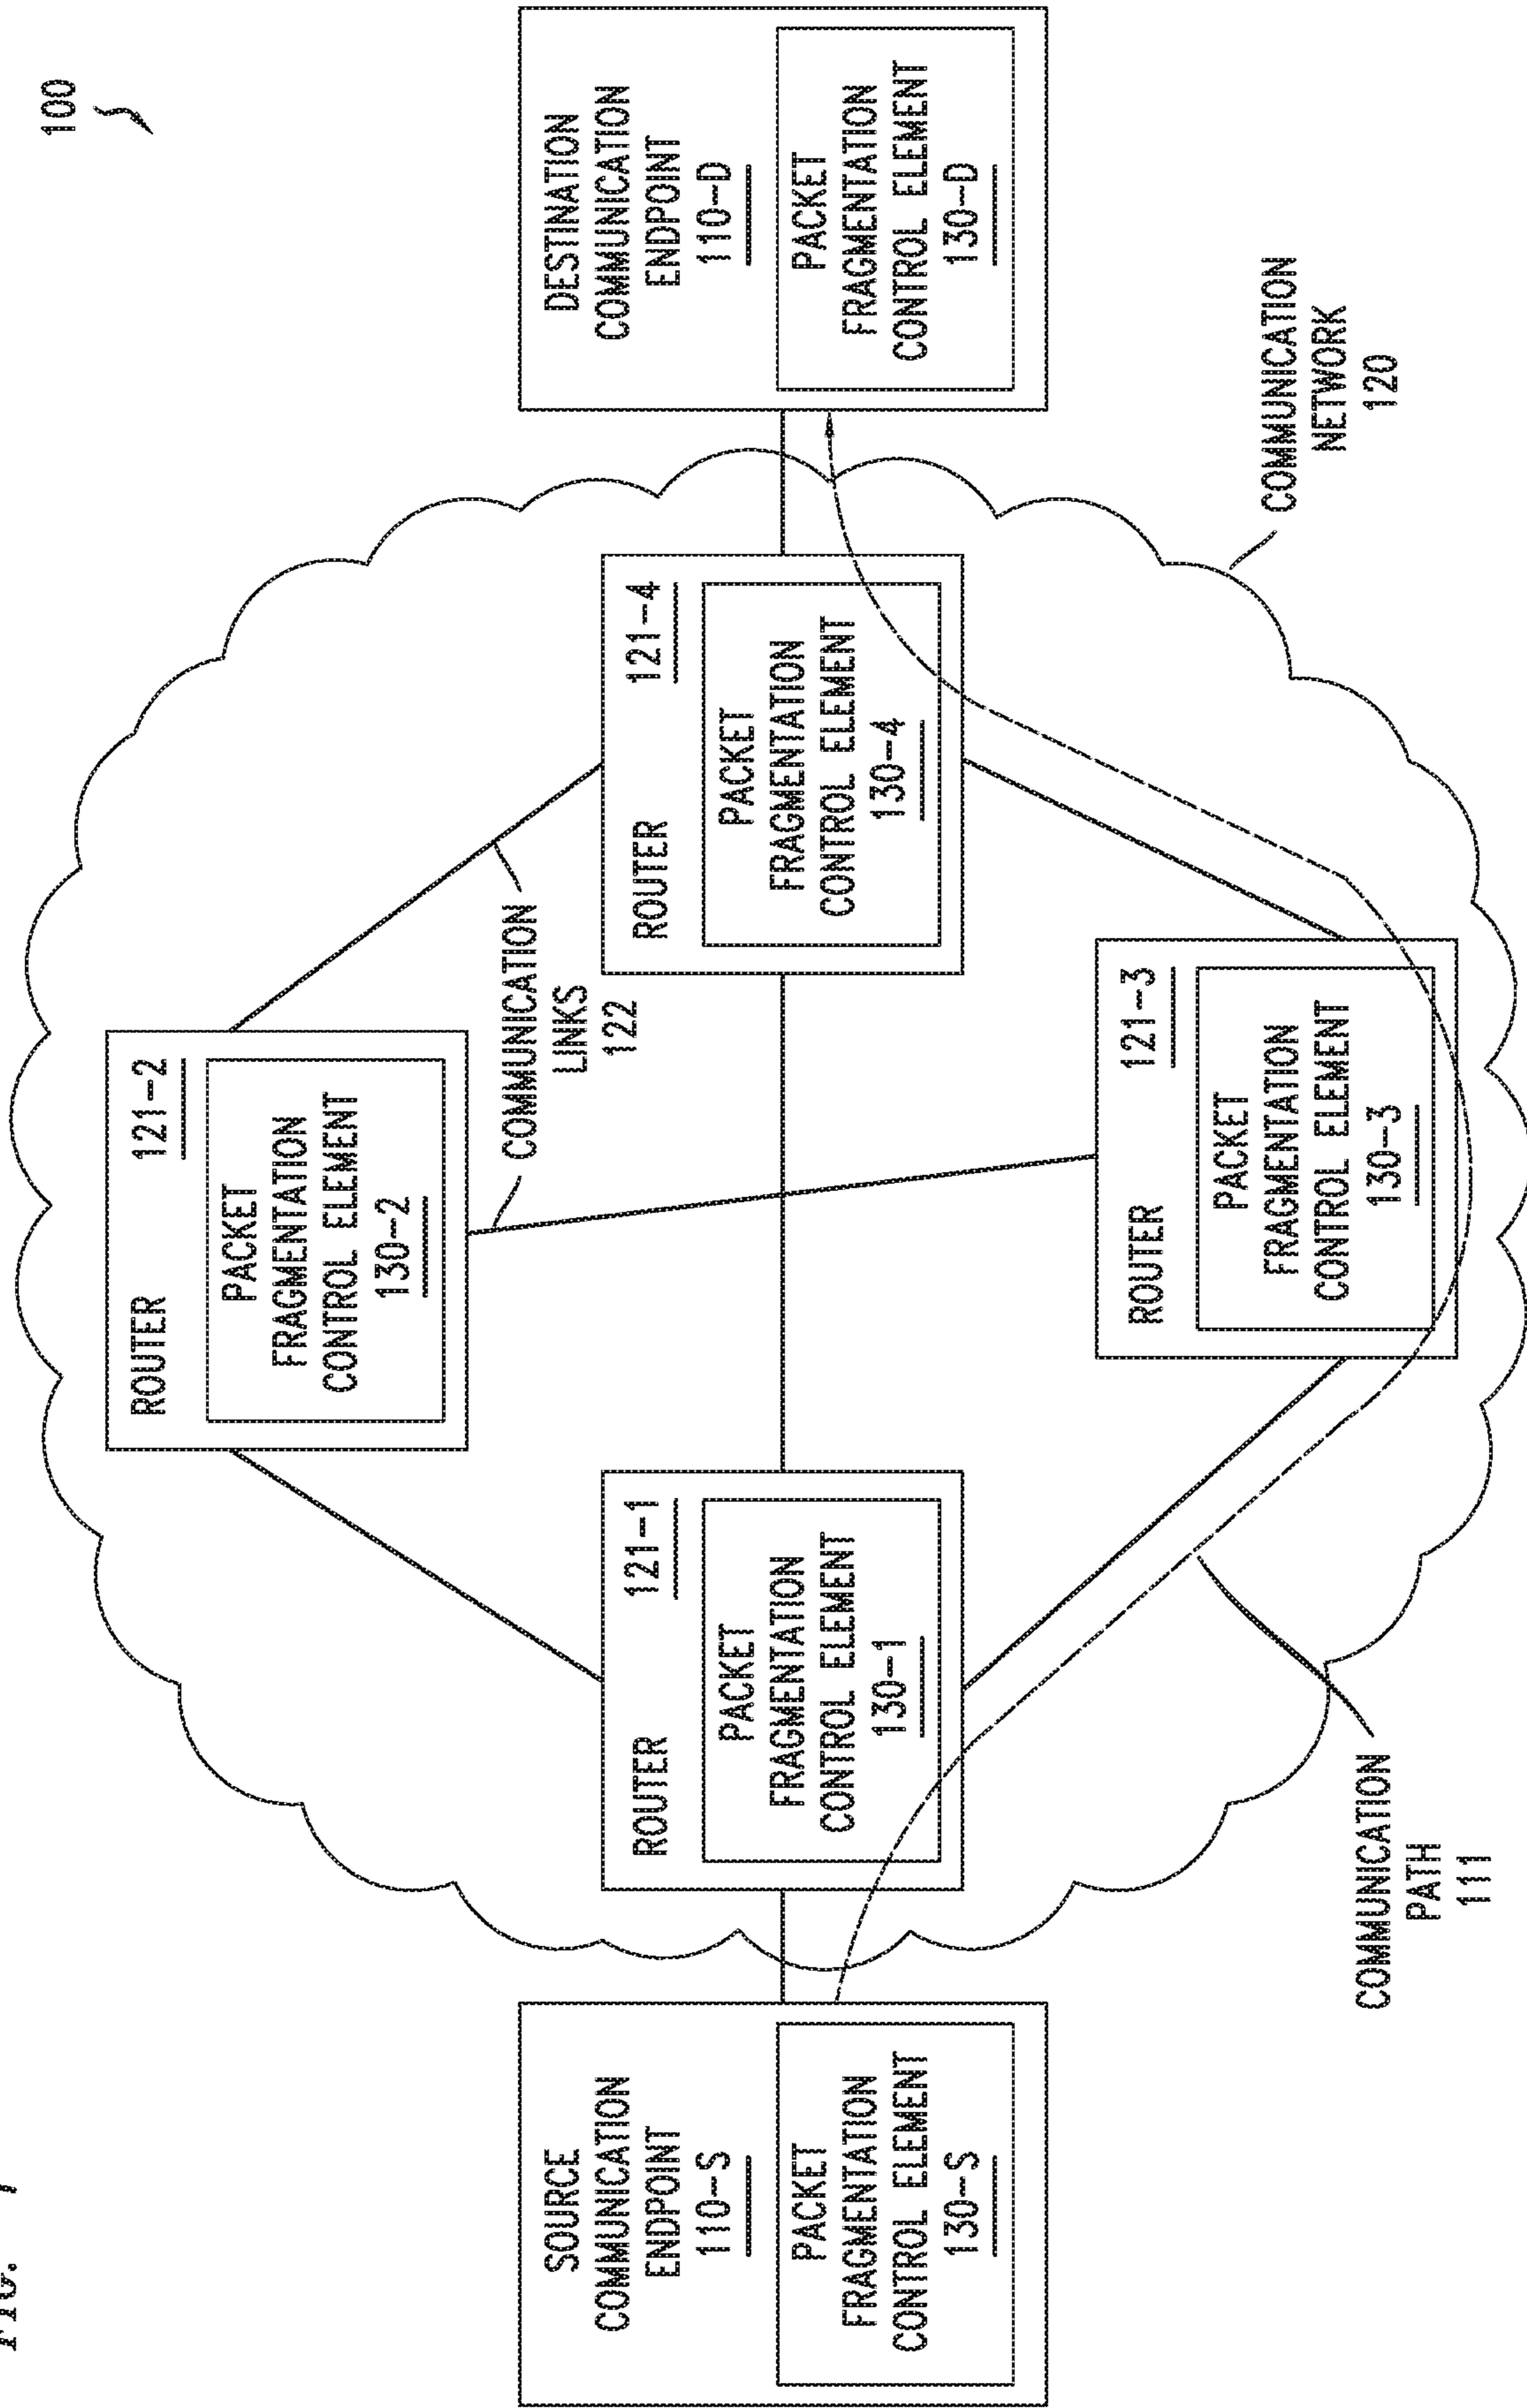 FIG. 1
100
SOURCE
COMMUNICATION
ENDPOINT
110-S
PACKET
FRAGMENTATION
CONTROL ELEMENT
130-S
ROUTER 121-1
PACKET
FRAGMENTATION
CONTROL ELEMENT
130-1
ROUTER 121-2
PACKET
FRAGMENTATION
CONTROL ELEMENT
130-2
COMMUNICATION
LINKS
122
ROUTER 121-3
PACKET
FRAGMENTATION
CONTROL ELEMENT
130-3
ROUTER 121-4
PACKET
FRAGMENTATION
CONTROL ELEMENT
130-4
DESTINATION
COMMUNICATION
ENDPOINT
110-D
PACKET
FRAGMENTATION
CONTROL ELEMENT
130-D
COMMUNICATION
PATH
111
COMMUNICATION
NETWORK
120